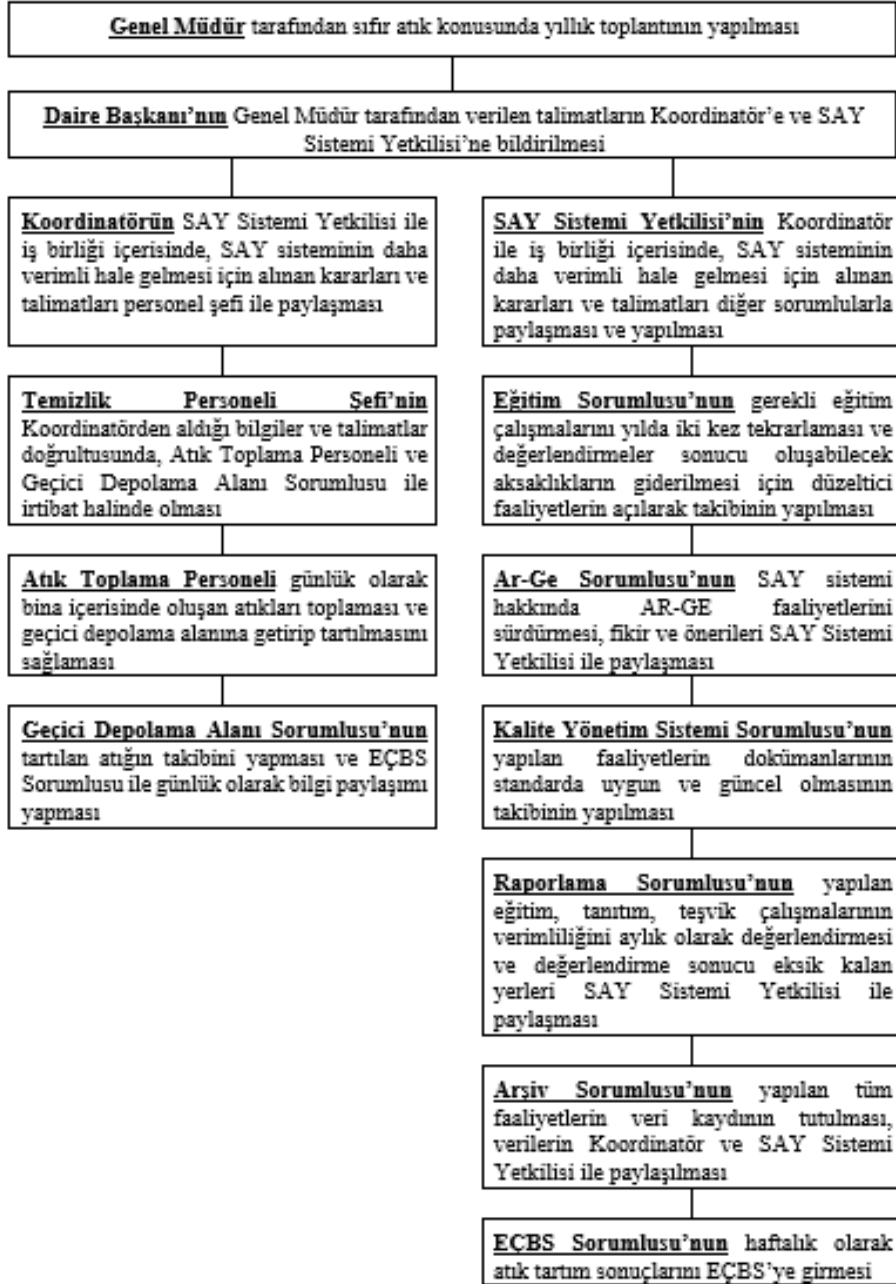 Genel Müdür tarafından sıfır atık konusunda yıllık toplantının yapılması
Daire Başkanı’nın Genel Müdür tarafından verilen talimatların Koordinatör’e ve SAY
Sistemi Yetkilisi’ne bildirilmesi
Koordinatörün SAY Sistemi Yetkilisi ile
iş birliği içerisinde, SAY sisteminin daha
verimli hale gelmesi için alınan kararları ve
talimatları personel şefi ile paylaşması
Temizlik Personeli Şefi’nin
Koordinatörden aldığı bilgiler ve talimatlar
doğrultusunda, Atık Toplama Personeli ve
Geçici Depolama Alanı Sorumlusu ile
irtibat halinde olması
Atık Toplama Personeli günlük olarak
bina içerisinde oluşan atıkları toplaması ve
geçici depolama alanına getirip tartılmasını
sağlaması
Geçici Depolama Alanı Sorumlusu’nun
tartılan atığın takibini yapması ve EÇBS
Sorumlusu ile günlük olarak bilgi paylaşımı
yapması
SAY Sistemi Yetkilisi’nin Koordinatör
ile iş birliği içerisinde, SAY sisteminin
daha verimli hale gelmesi için alınan
kararları ve talimatları diğer sorumlularla
paylaşması ve yapılması
Eğitim Sorumlusu’nun gerekli eğitim
çalışmalarını yılda iki kez tekrarlaması ve
değerlendirmeler sonucu oluşabilecek
aksaklıkların giderilmesi için düzeltici
faaliyetlerin açılarak takibinin yapılması
Ar-Ge Sorumlusu’nun SAY sistemi
hakkında AR-GE faaliyetlerini
sürdürmesi, fikir ve önerileri SAY Sistemi
Yetkilisi ile paylaşması
Kalite Yönetim Sistemi Sorumlusu’nun
yapılan faaliyetlerin dokümanlarının
standarda uygun ve güncel olmasının
takibinin yapılması
Raporlama Sorumlusu’nun yapılan
eğitim, tanıtım, teşvik çalışmalarının
verimliliğini aylık olarak değerlendirmesi
ve değerlendirme sonucu eksik kalan
yerleri SAY Sistemi Yetkilisi ile
paylaşması
Arşiv Sorumlusu’nun yapılan tüm
faaliyetlerin veri kaydının tutulması,
verilerin Koordinatör ve SAY Sistemi
Yetkilisi ile paylaşılması
EÇBS Sorumlusu’nun haftalık olarak
atık tartım sonuçlarını EÇBS’ye girmesi